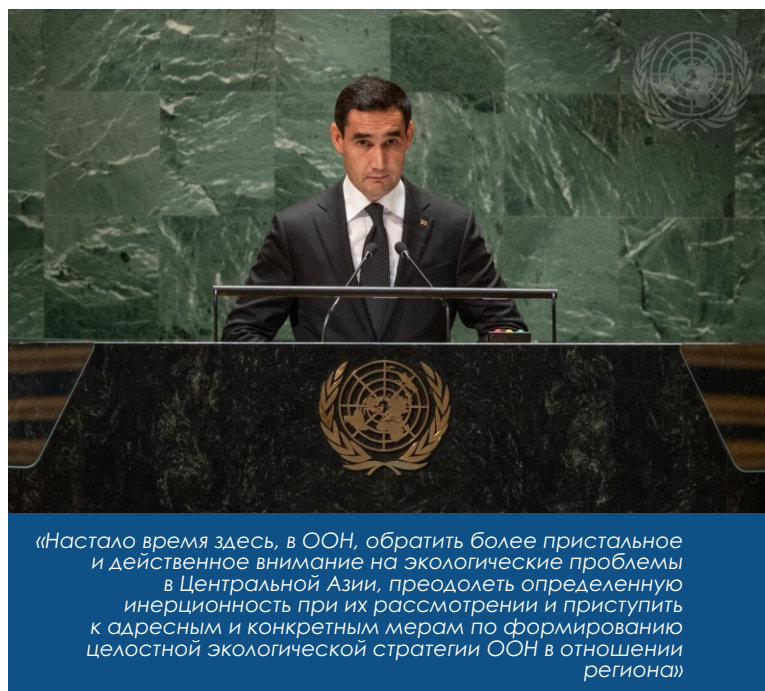 «Настало время здесь, в ООН, обратить более пристальное
и действенное внимание на экологические проблемы
в Центральной Азии, преодолеть определенную
инерционность при их рассмотрении и приступить
к адресным и конкретным мерам по формированию
целостной экологической стратегии ООН в отношении
региона»